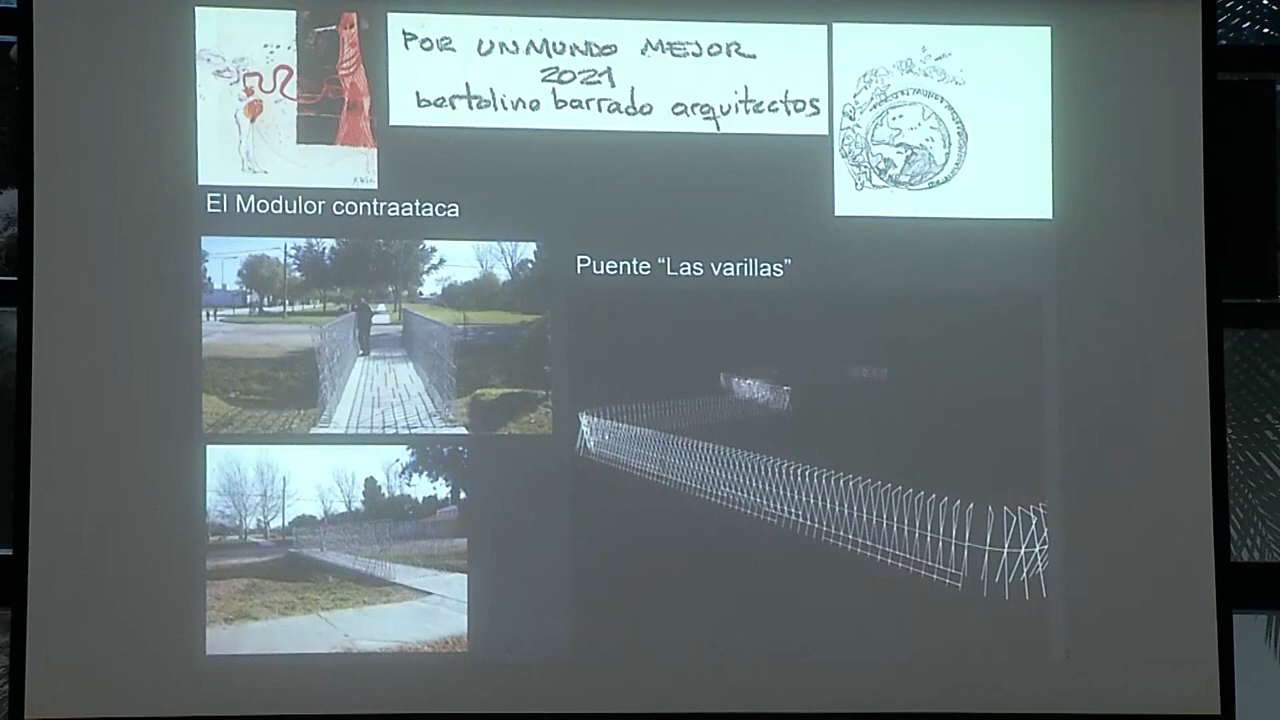 POR UN MUNDO MEJOR
2021
bertolino barrado arquitectos
El Modulor contraataca
Puente “Las varillas”